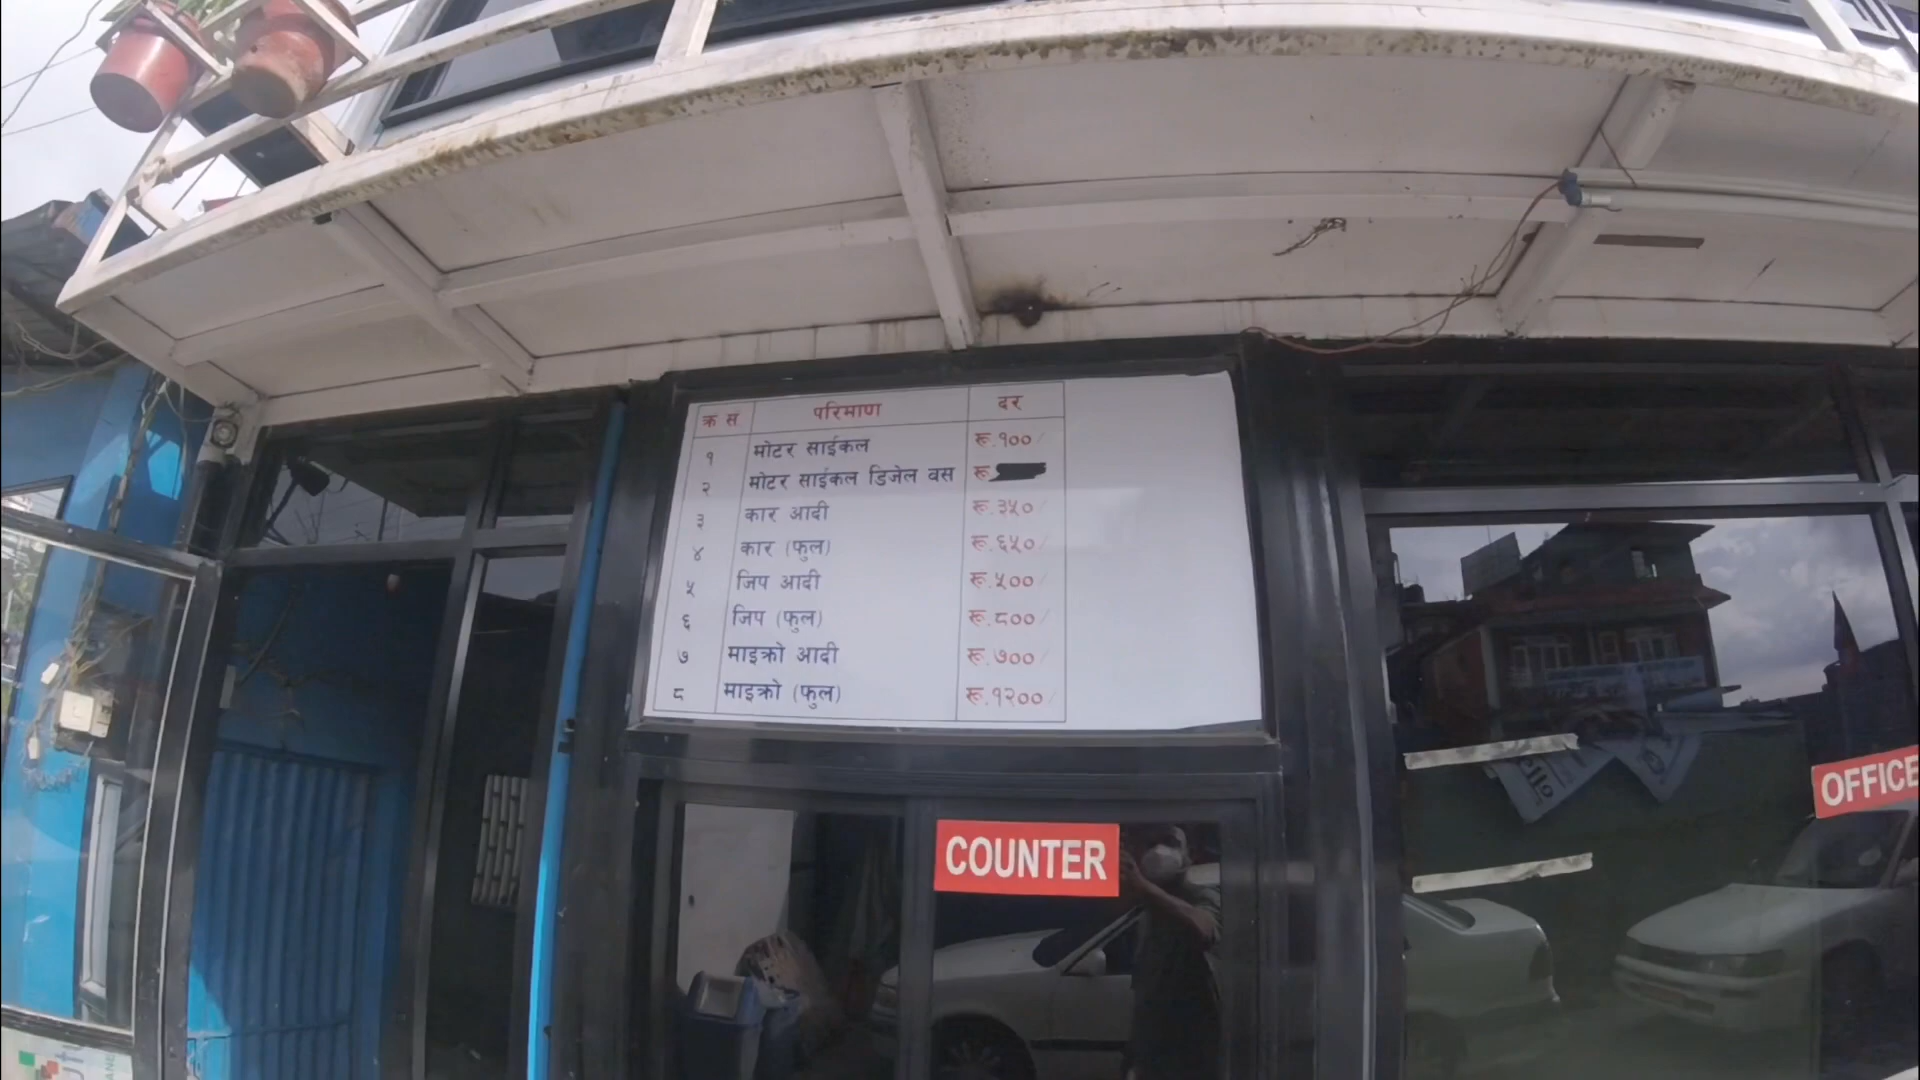 क्र स परिमाण दर
१ मोटर साईकल रू.१००/
२ मोटर साईकल डिजेल वस रू.
३ कार आदी रू.३५०/
४ कार (फुल) रू.६५०/
५ जिप आदी रू.५००/
६ जिप (फुल) रू.८००/
७ माइक्रो आदी रू.७००/
८ माइक्रो (फुल) रू.१२००/
COUNTER
OFFICE
ello